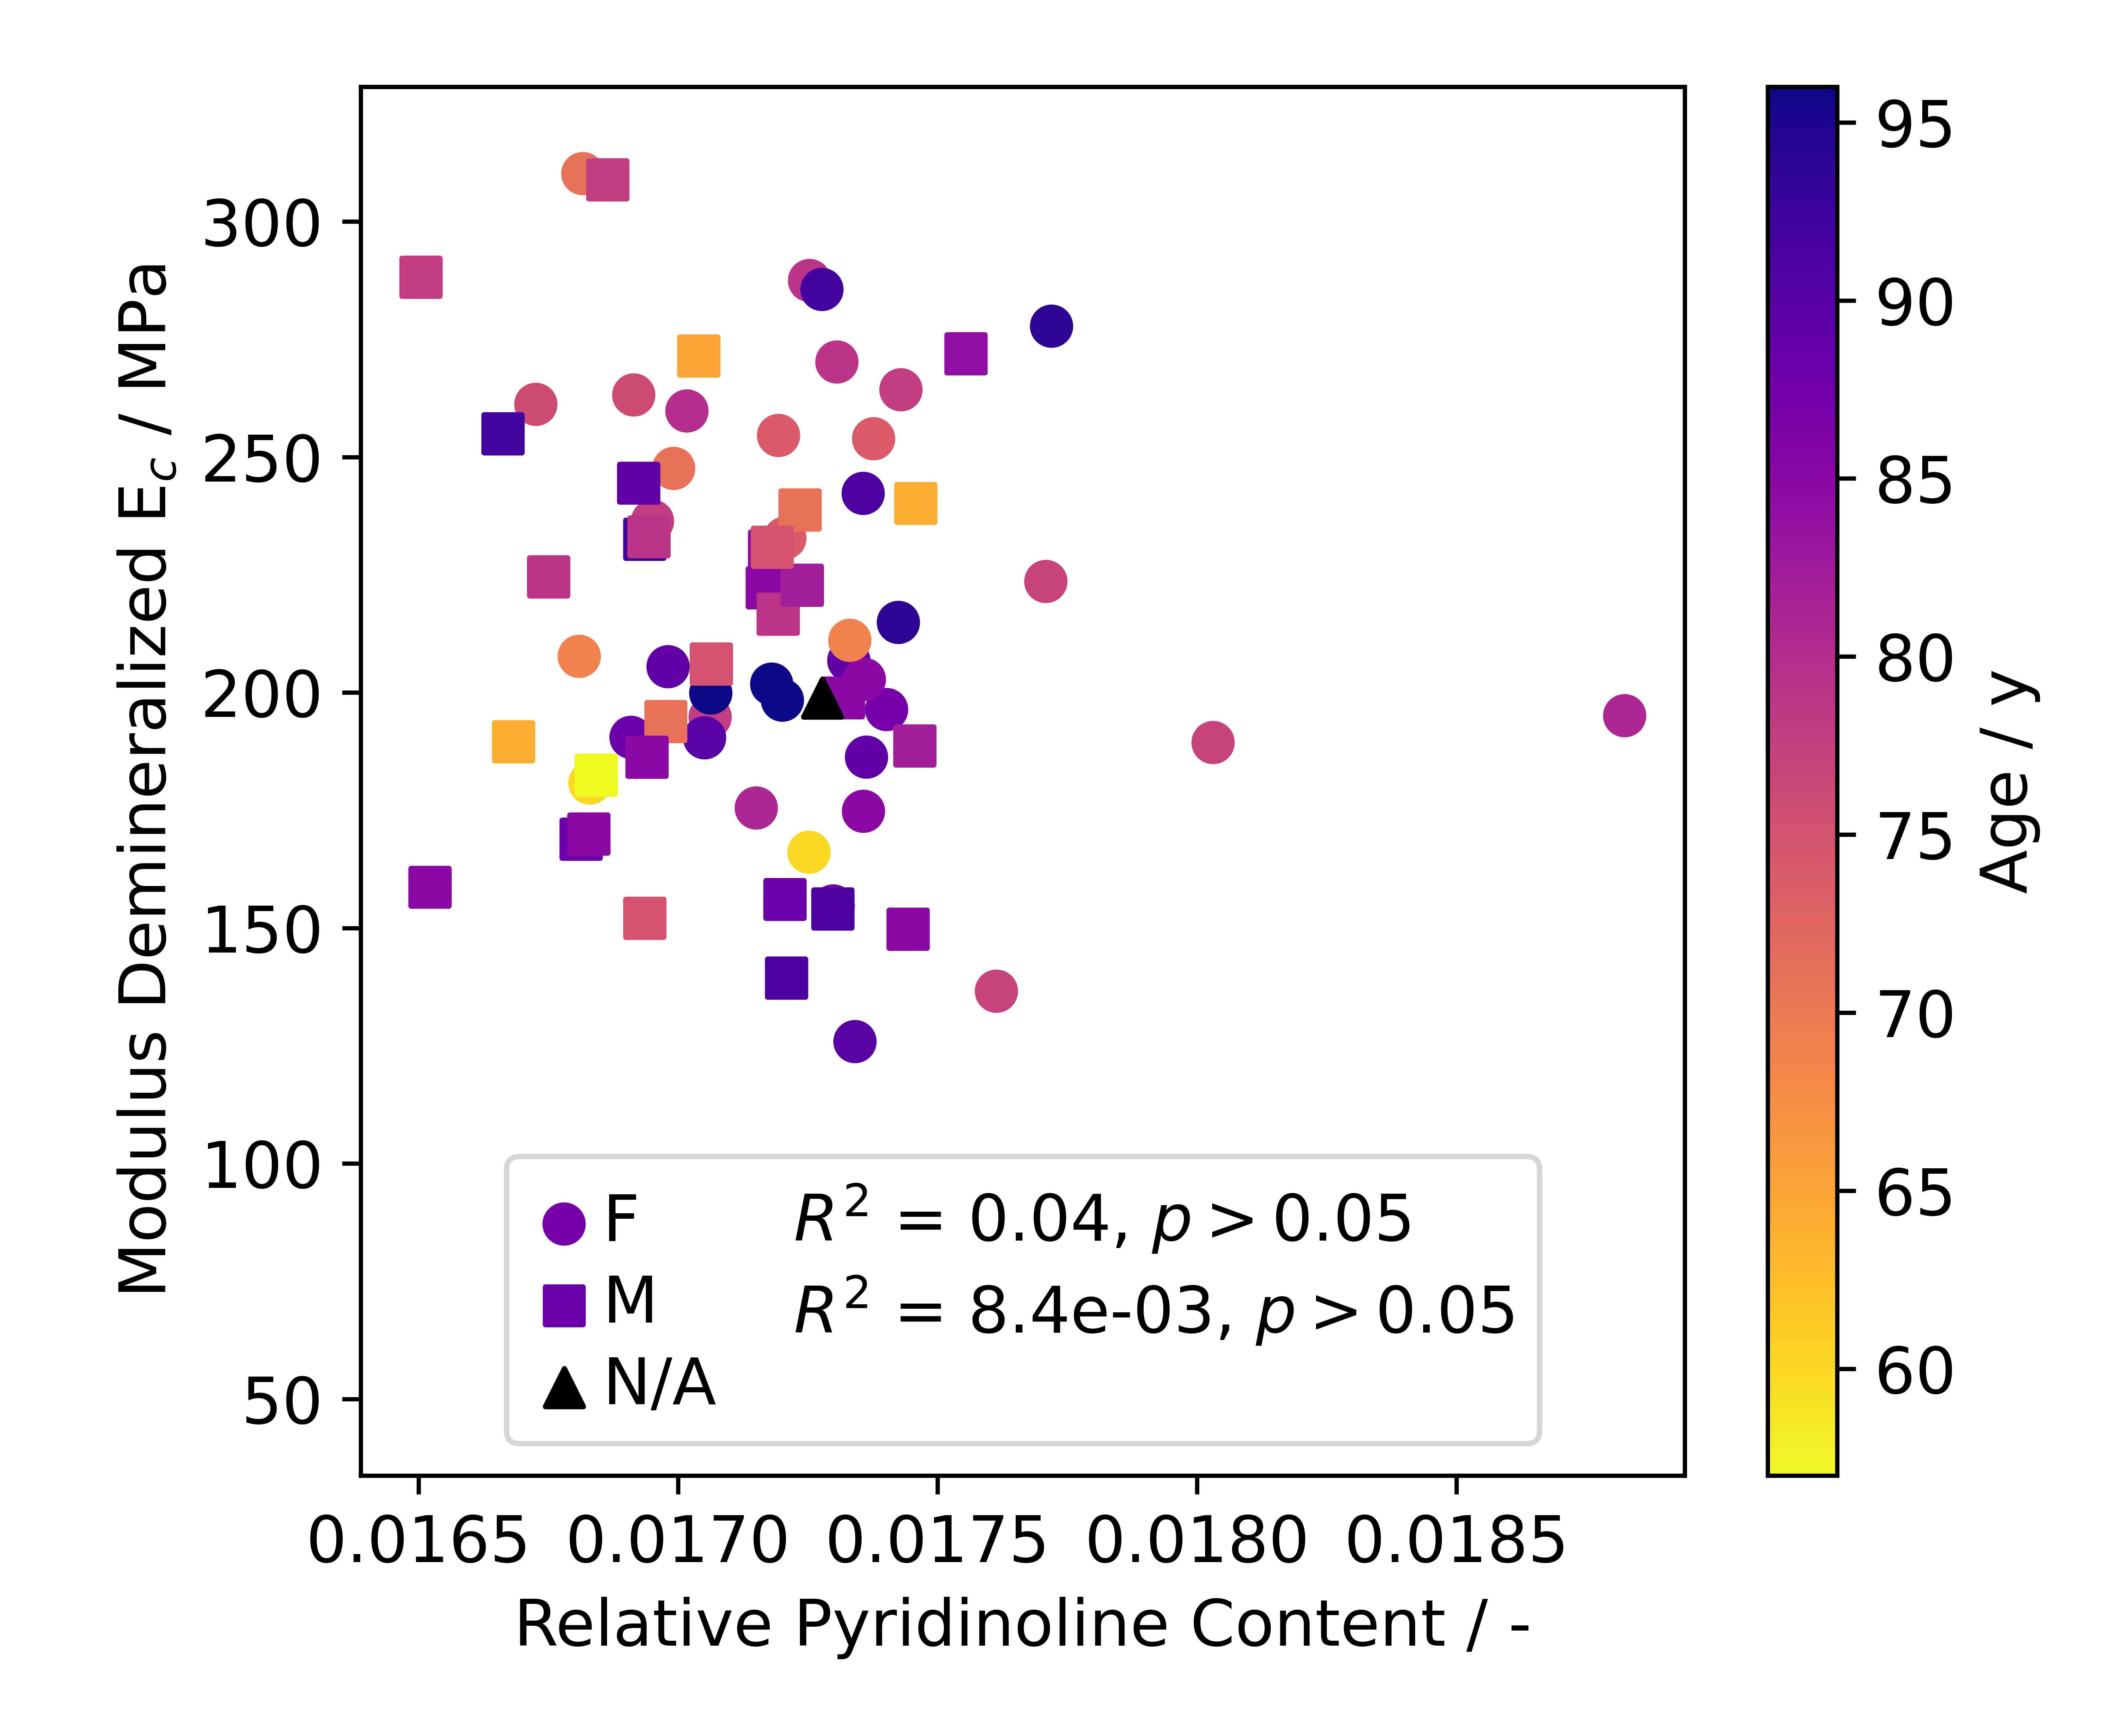 Modulus Demineralized E_c / MPa
300
250
200
150
100
50
F R² = 0.04, p > 0.05
M R² = 8.4e-03, p > 0.05
N/A
0.0165 0.0170 0.0175 0.0180 0.0185
Relative Pyridinoline Content / -
95
90
85
80
75
70
65
60
Age / y